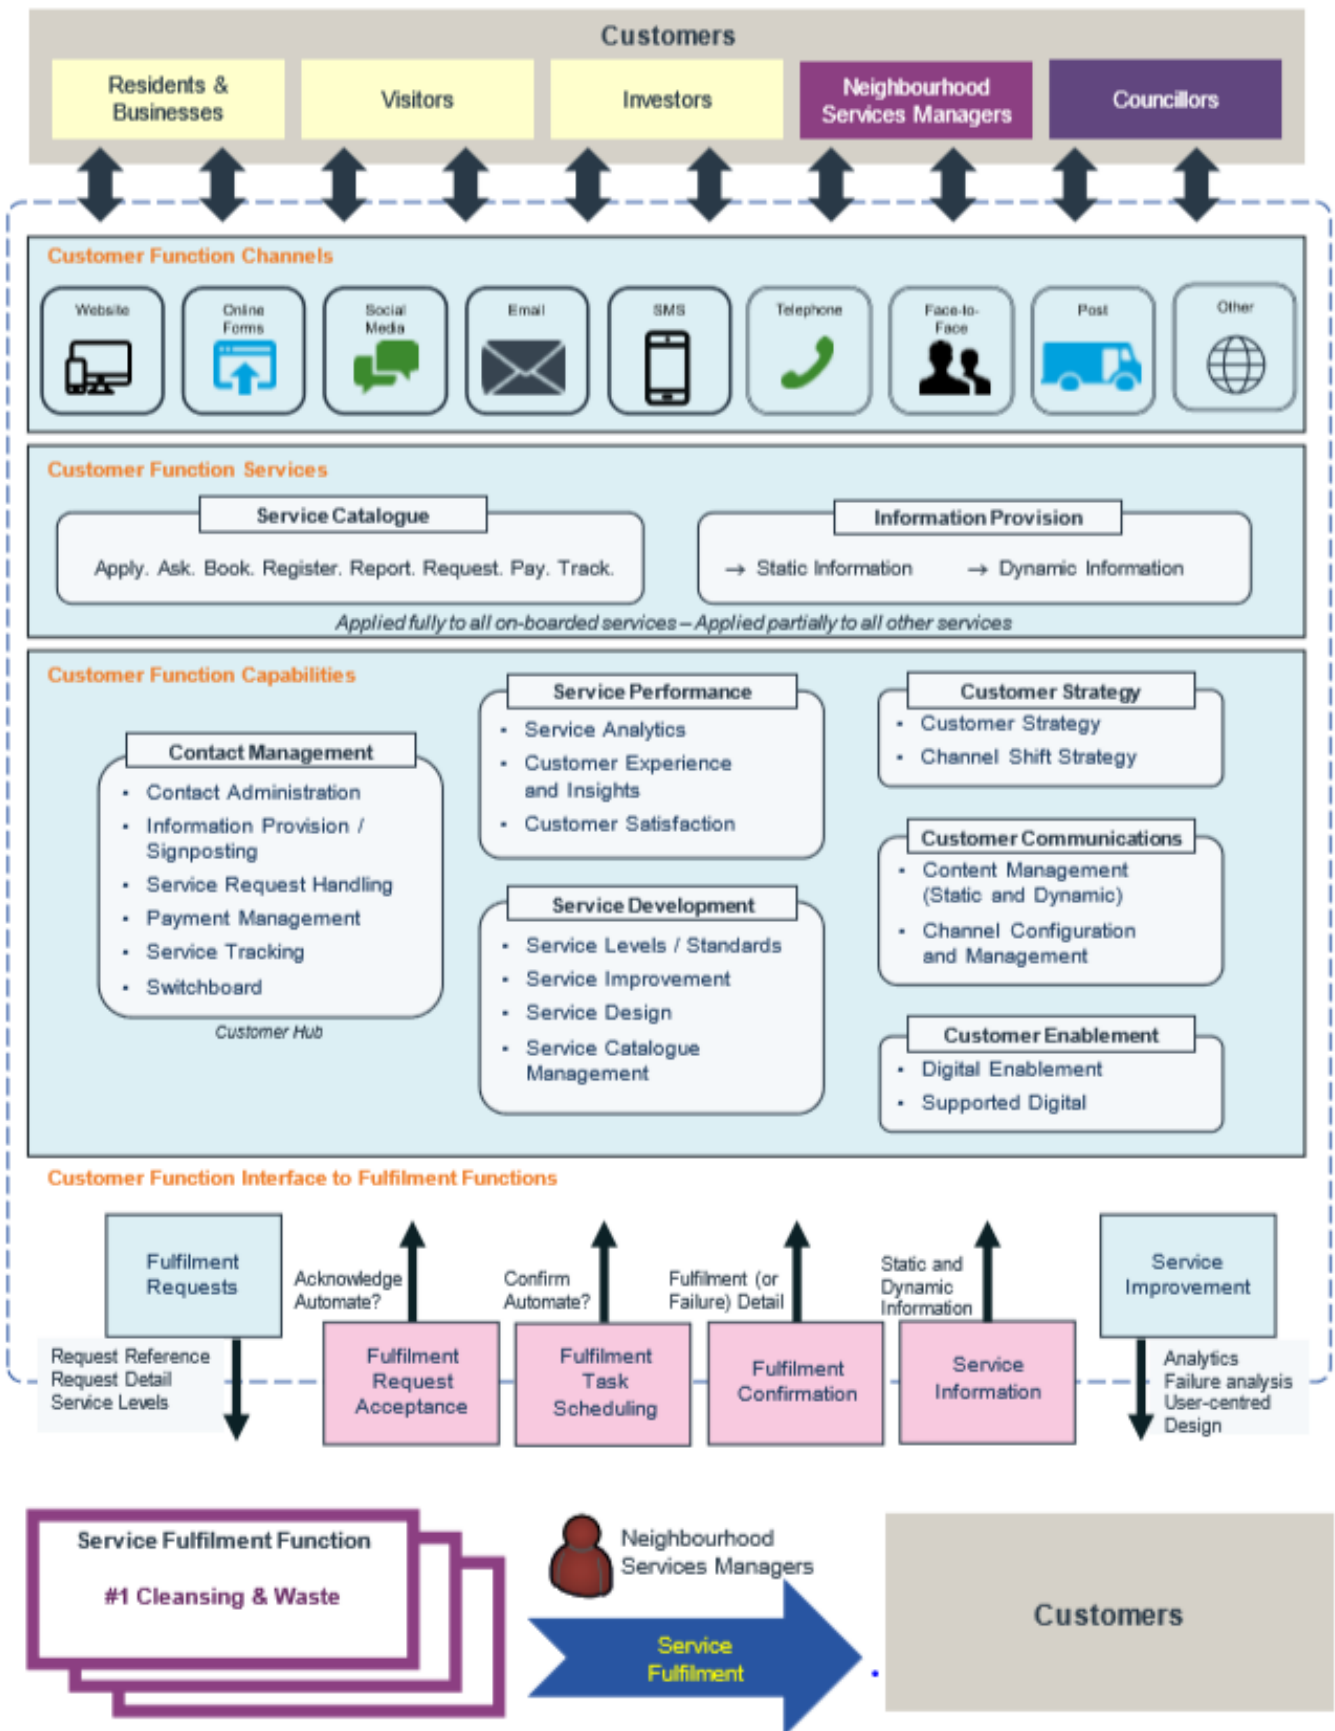 Customers
Residents &
Businesses
Visitors
Investors
Neighbourhood
Services Managers
Councillors
Customer Function Channels
Website
Online
Forms
Social
Media
Email
SMS
Telephone
Face-to-
Face
Post
Other
Customer Function Services
Service Catalogue
Apply. Ask. Book. Register. Report. Request. Pay. Track.
Information Provision
→ Static Information
→ Dynamic Information
Applied fully to all on-boarded services – Applied partially to all other services
Customer Function Capabilities
Contact Management
• Contact Administration
• Information Provision /
Signposting
• Service Request Handling
• Payment Management
• Service Tracking
• Switchboard
Customer Hub
Service Performance
• Service Analytics
• Customer Experience
and Insights
• Customer Satisfaction
Service Development
• Service Levels / Standards
• Service Improvement
• Service Design
• Service Catalogue
Management
Customer Strategy
• Customer Strategy
• Channel Shift Strategy
Customer Communications
• Content Management
(Static and Dynamic)
• Channel Configuration
and Management
Customer Enablement
• Digital Enablement
• Supported Digital
Customer Function Interface to Fulfilment Functions
Fulfilment
Requests
Request Reference
Request Detail
Service Levels
Acknowledge
Automate?
Fulfilment
Request
Acceptance
Confirm
Automate?
Fulfilment
Task
Scheduling
Fulfilment (or
Failure) Detail
Fulfilment
Confirmation
Static and
Dynamic
Information
Service
Information
Service
Improvement
Analytics
Failure analysis
User-centred
Design
Service Fulfilment Function
#1 Cleansing & Waste
Neighbourhood
Services Managers
Service
Fulfilment
Customers